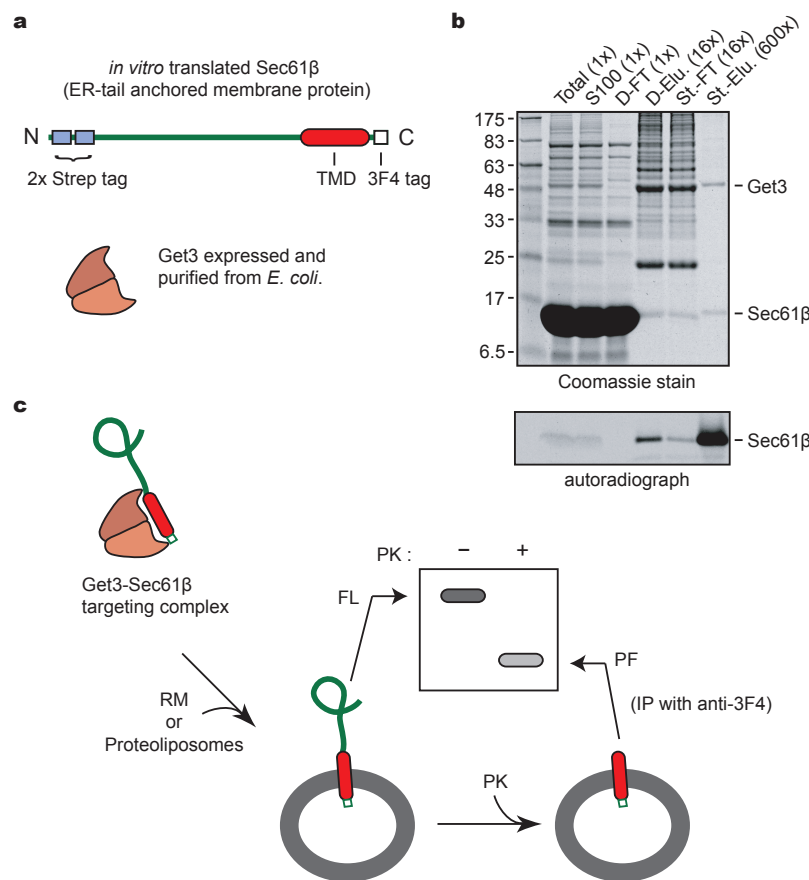 a
in vitro translated Sec61β
(ER-tail anchored membrane protein)
N
C
2x Strep tag
TMD
3F4 tag
Get3 expressed and
purified from E. coli.
b
Total (1x)
S100 (1x)
D-FT (1x)
D-Elu. (16x)
St.-FT (16x)
St.-Elu. (600x)
175
83
63
48
33
25
17
6.5
Get3
Sec61β
Coomassie stain
Sec61β
autoradiograph
c
Get3-Sec61β
targeting complex
RM
or
Proteoliposomes
PK : − +
FL
PF
(IP with anti-3F4)
PK